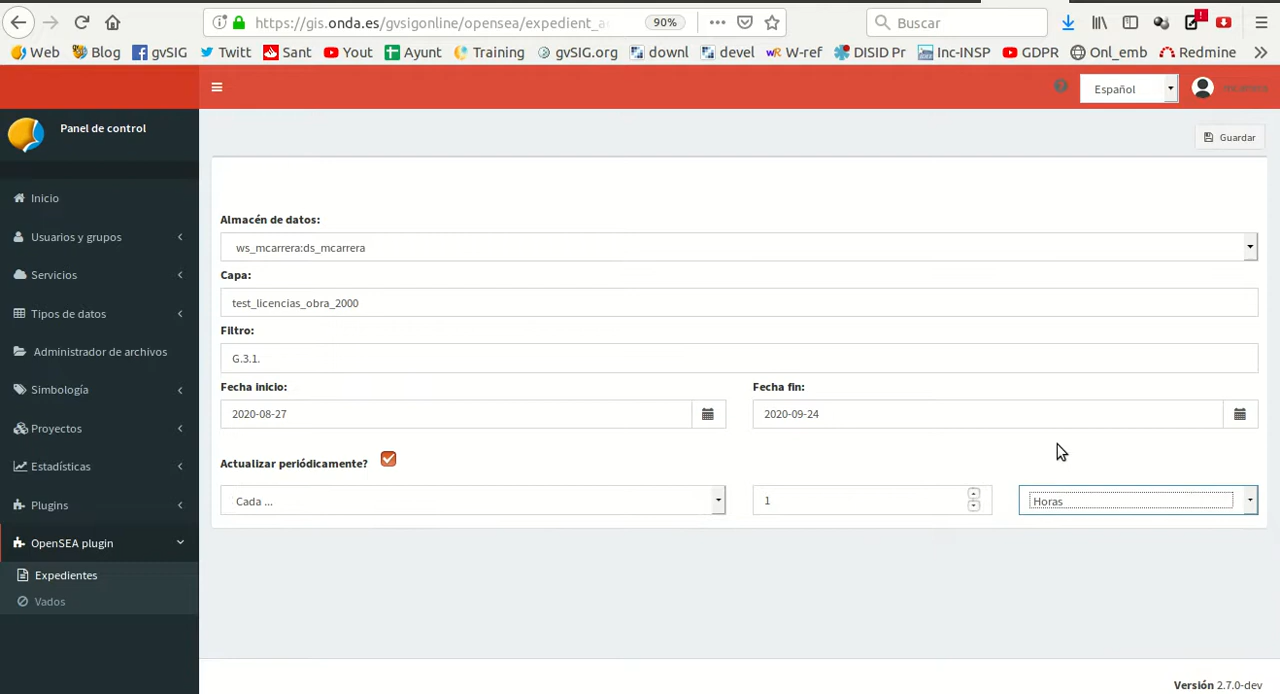 https://gis.onda.es/gvsigonline/opensea/expedient_a
90%
Buscar
Web
Blog
gvSIG
Twitt
Sant
Yout
Ayunt
Training
gvSIG.org
downl
devel
W-ref
DISID Pr
Inc-INSP
GDPR
Onl_emb
Redmine
Español
Panel de control
Guardar
Inicio
Usuarios y grupos
Servicios
Tipos de datos
Administrador de archivos
Simbología
Proyectos
Estadísticas
Plugins
OpenSEA plugin
Expedientes
Vados
Almacén de datos:
ws_mcarrera:ds_mcarrera
Capa:
test_licencias_obra_2000
Filtro:
G.3.1.
Fecha inicio:
Fecha fin:
2020-08-27
2020-09-24
Actualizar periódicamente?
Cada ...
1
Horas
Versión 2.7.0-dev